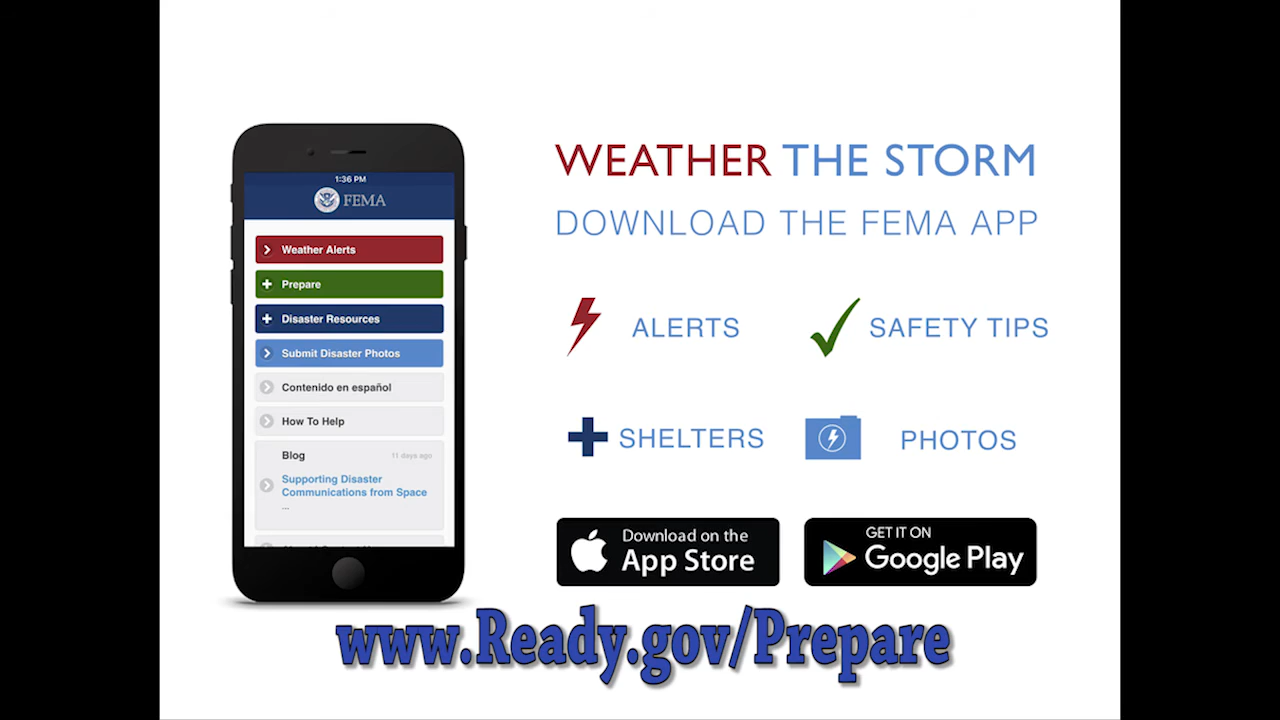 1:36 PM
FEMA
Weather Alerts
Prepare
Disaster Resources
Submit Disaster Photos
Contenido en español
How To Help
Blog 11 days ago
Supporting Disaster
Communications from Space
...
WEATHER THE STORM
DOWNLOAD THE FEMA APP
ALERTS
SAFETY TIPS
SHELTERS
PHOTOS
Download on the
App Store
GET IT ON
Google Play
www.Ready.gov/Prepare